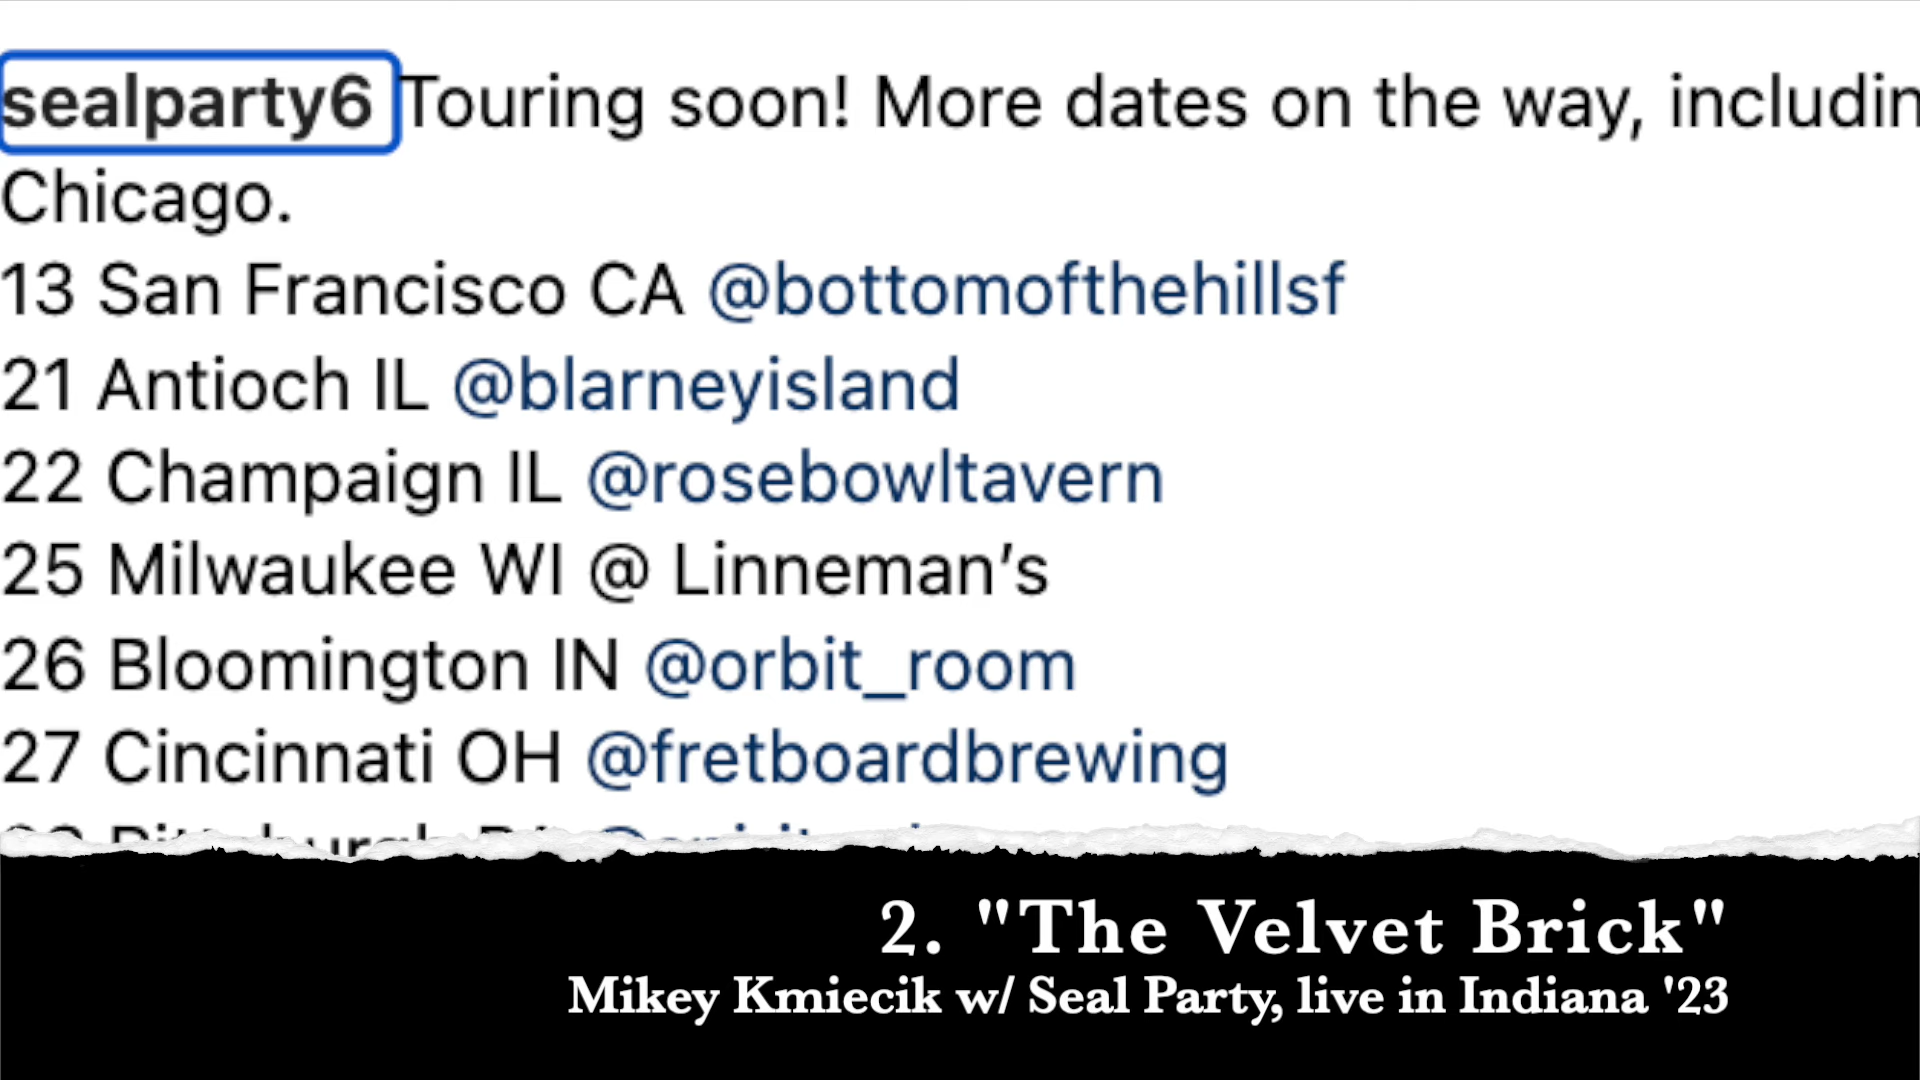 sealparty6 Touring soon! More dates on the way, includin
Chicago.
13 San Francisco CA @bottomofthehillsf
21 Antioch IL @blarneyisland
22 Champaign IL @rosebowltavern
25 Milwaukee WI @ Linneman’s
26 Bloomington IN @orbit_room
27 Cincinnati OH @fretboardbrewing
2. "The Velvet Brick"
Mikey Kmiecik w/ Seal Party, live in Indiana '23